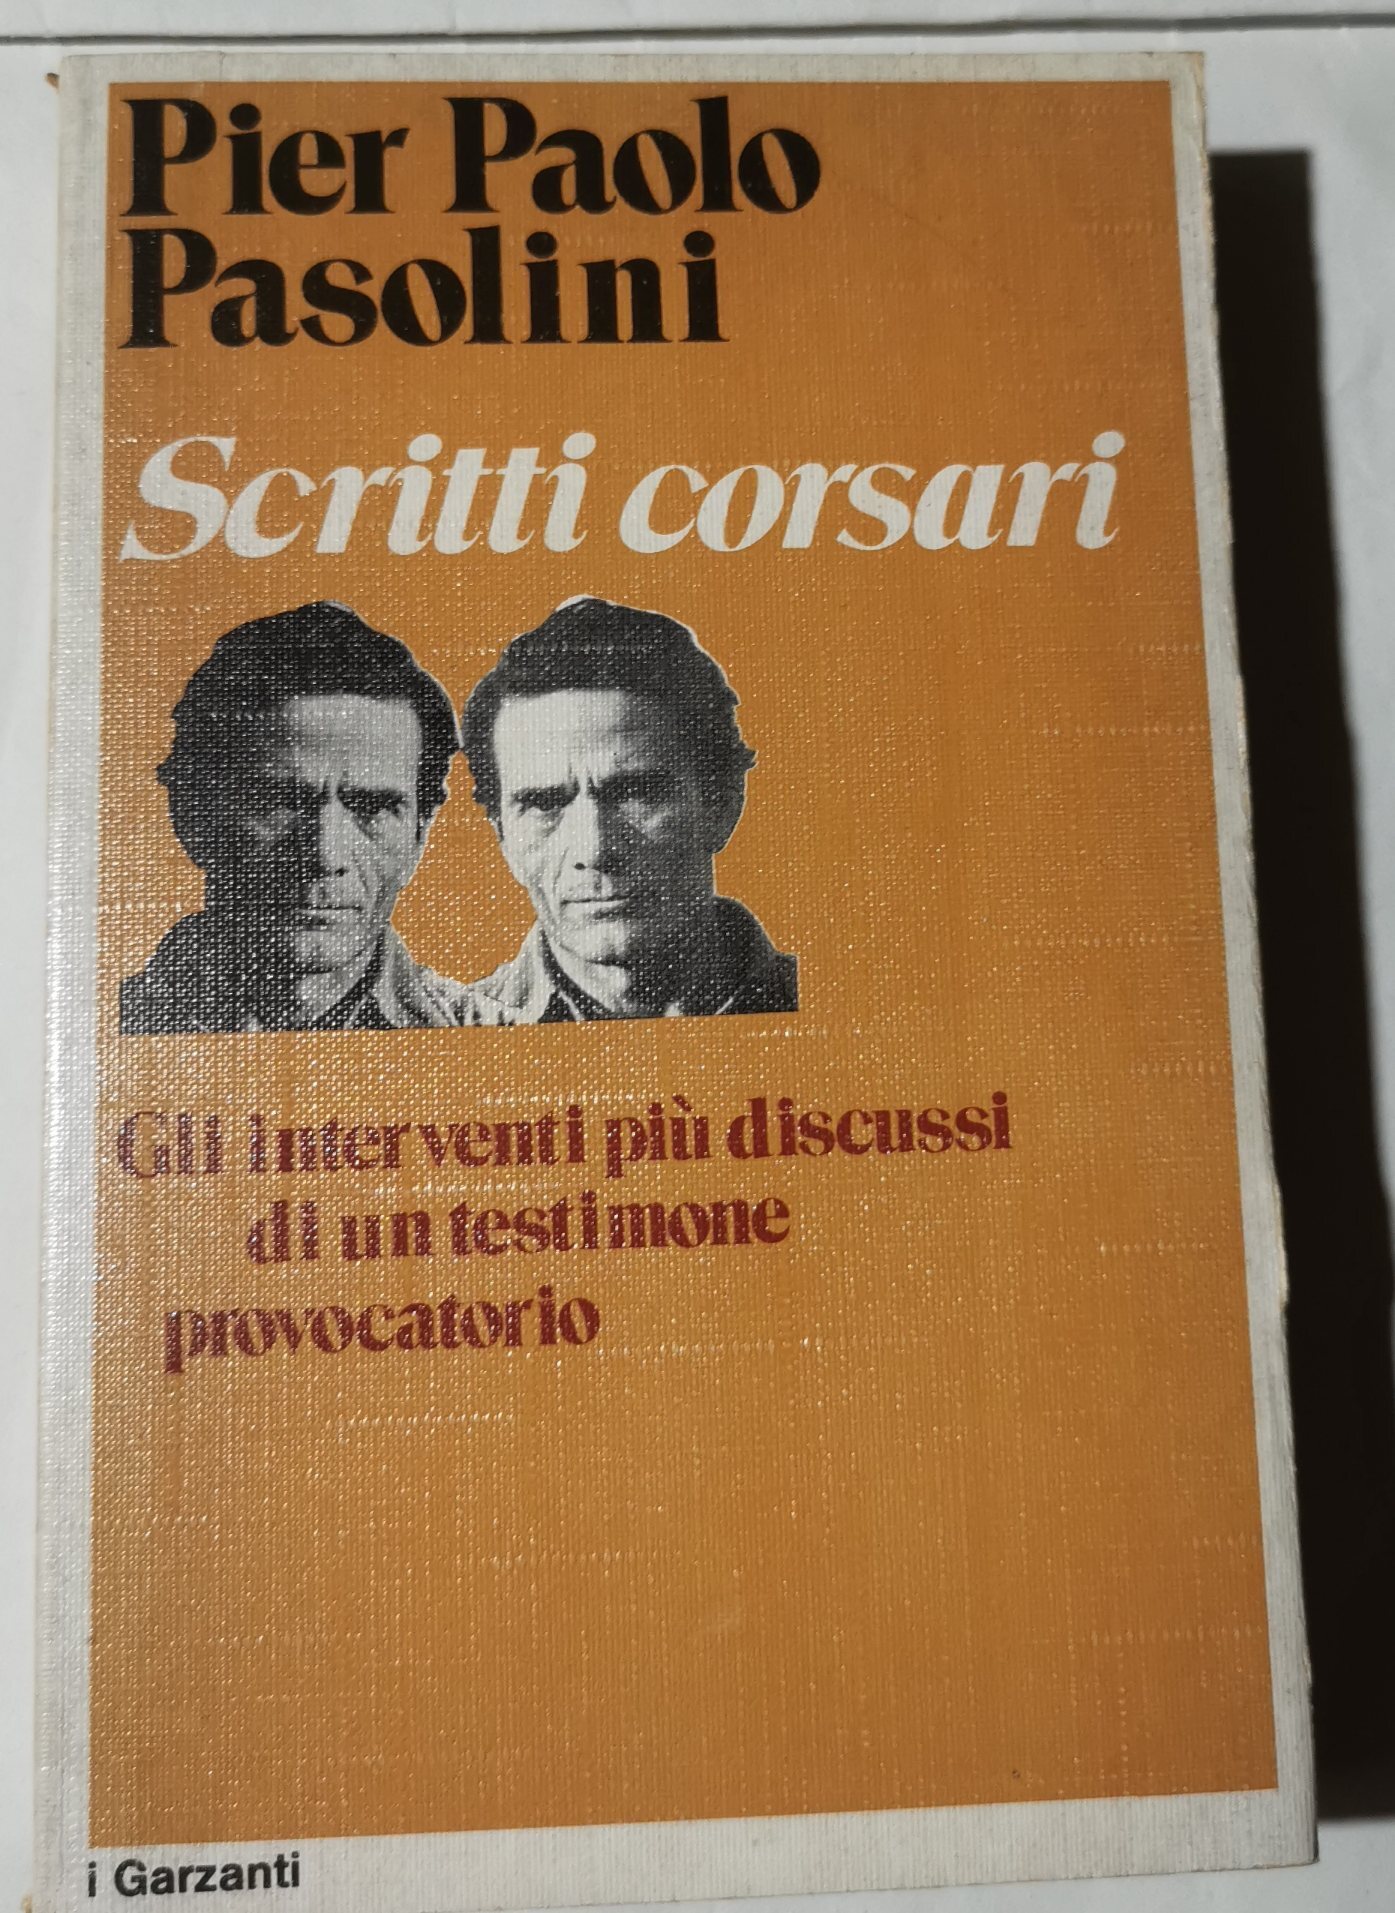 Pier Paolo
Pasolini
Scritti corsari
Gli interventi più discussi
di un testimone
provocatorio
i Garzanti